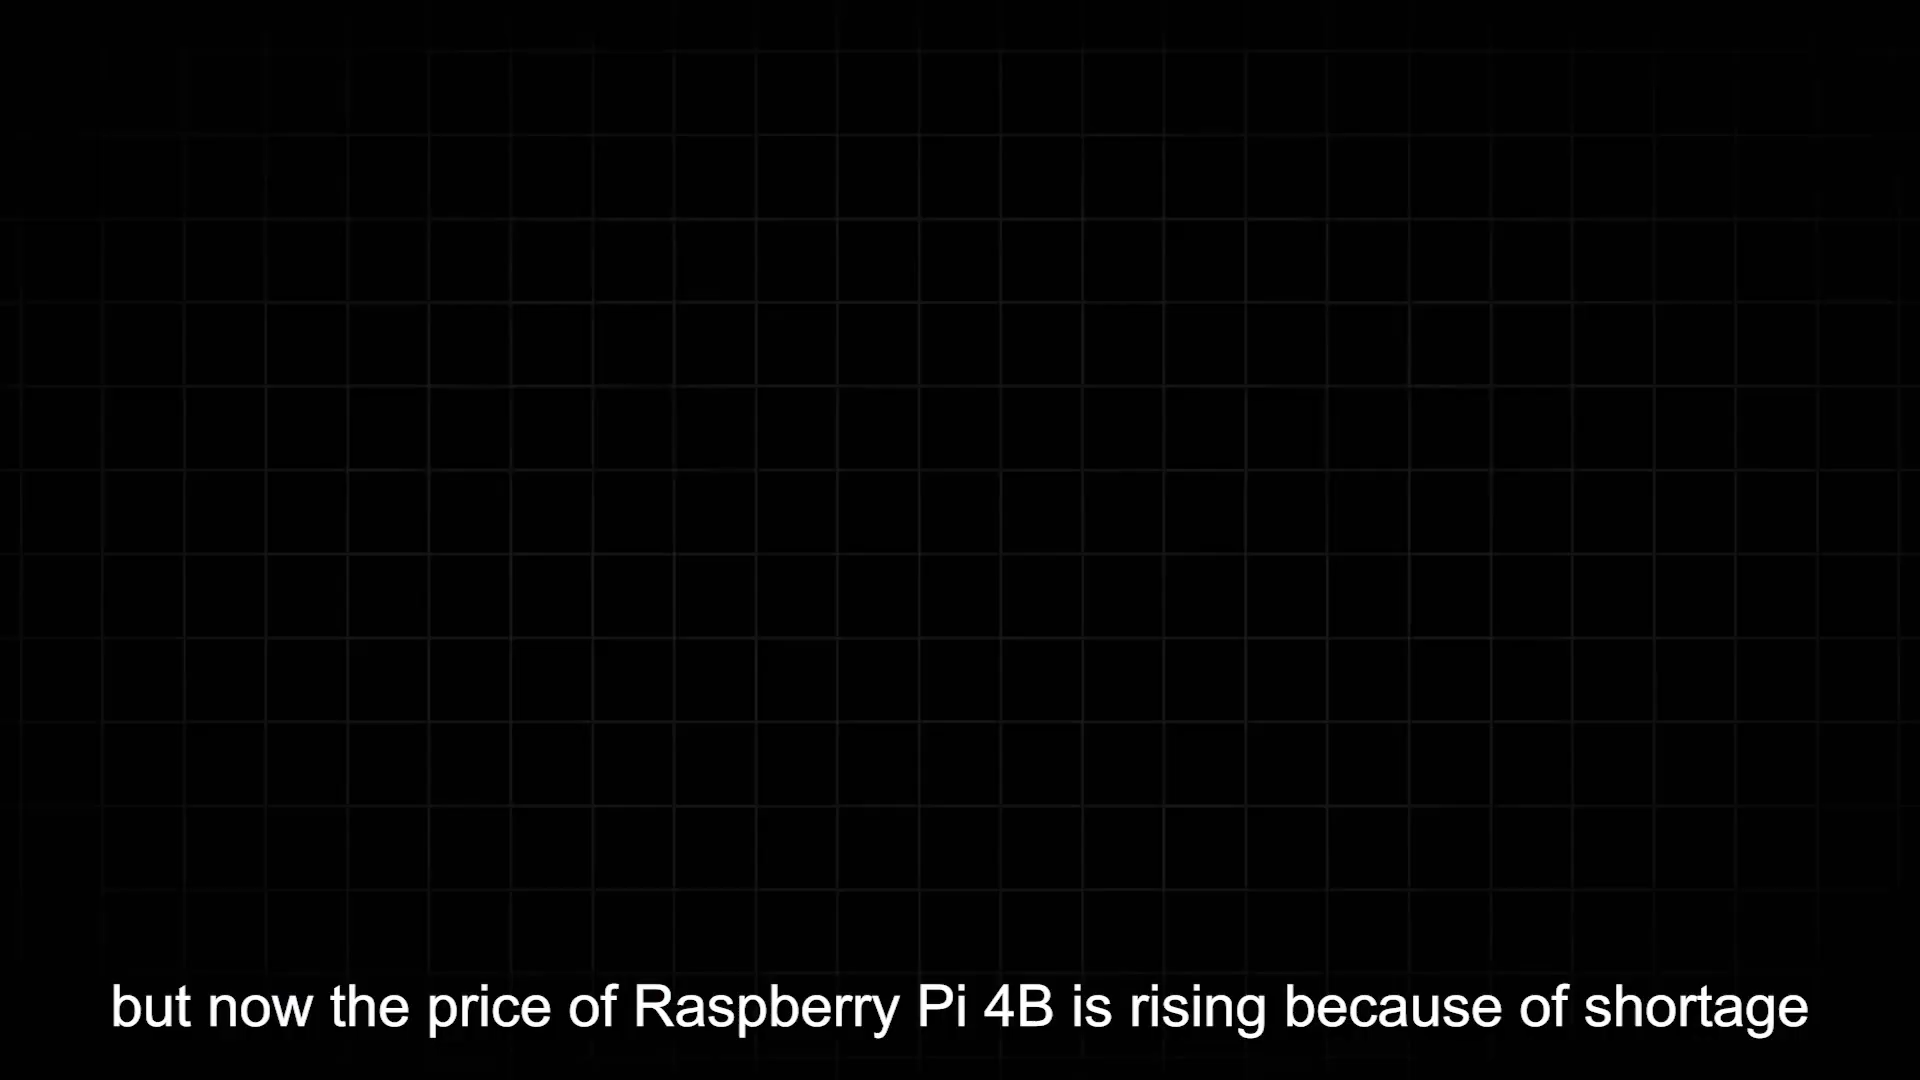 but now the price of Raspberry Pi 4B is rising because of shortage